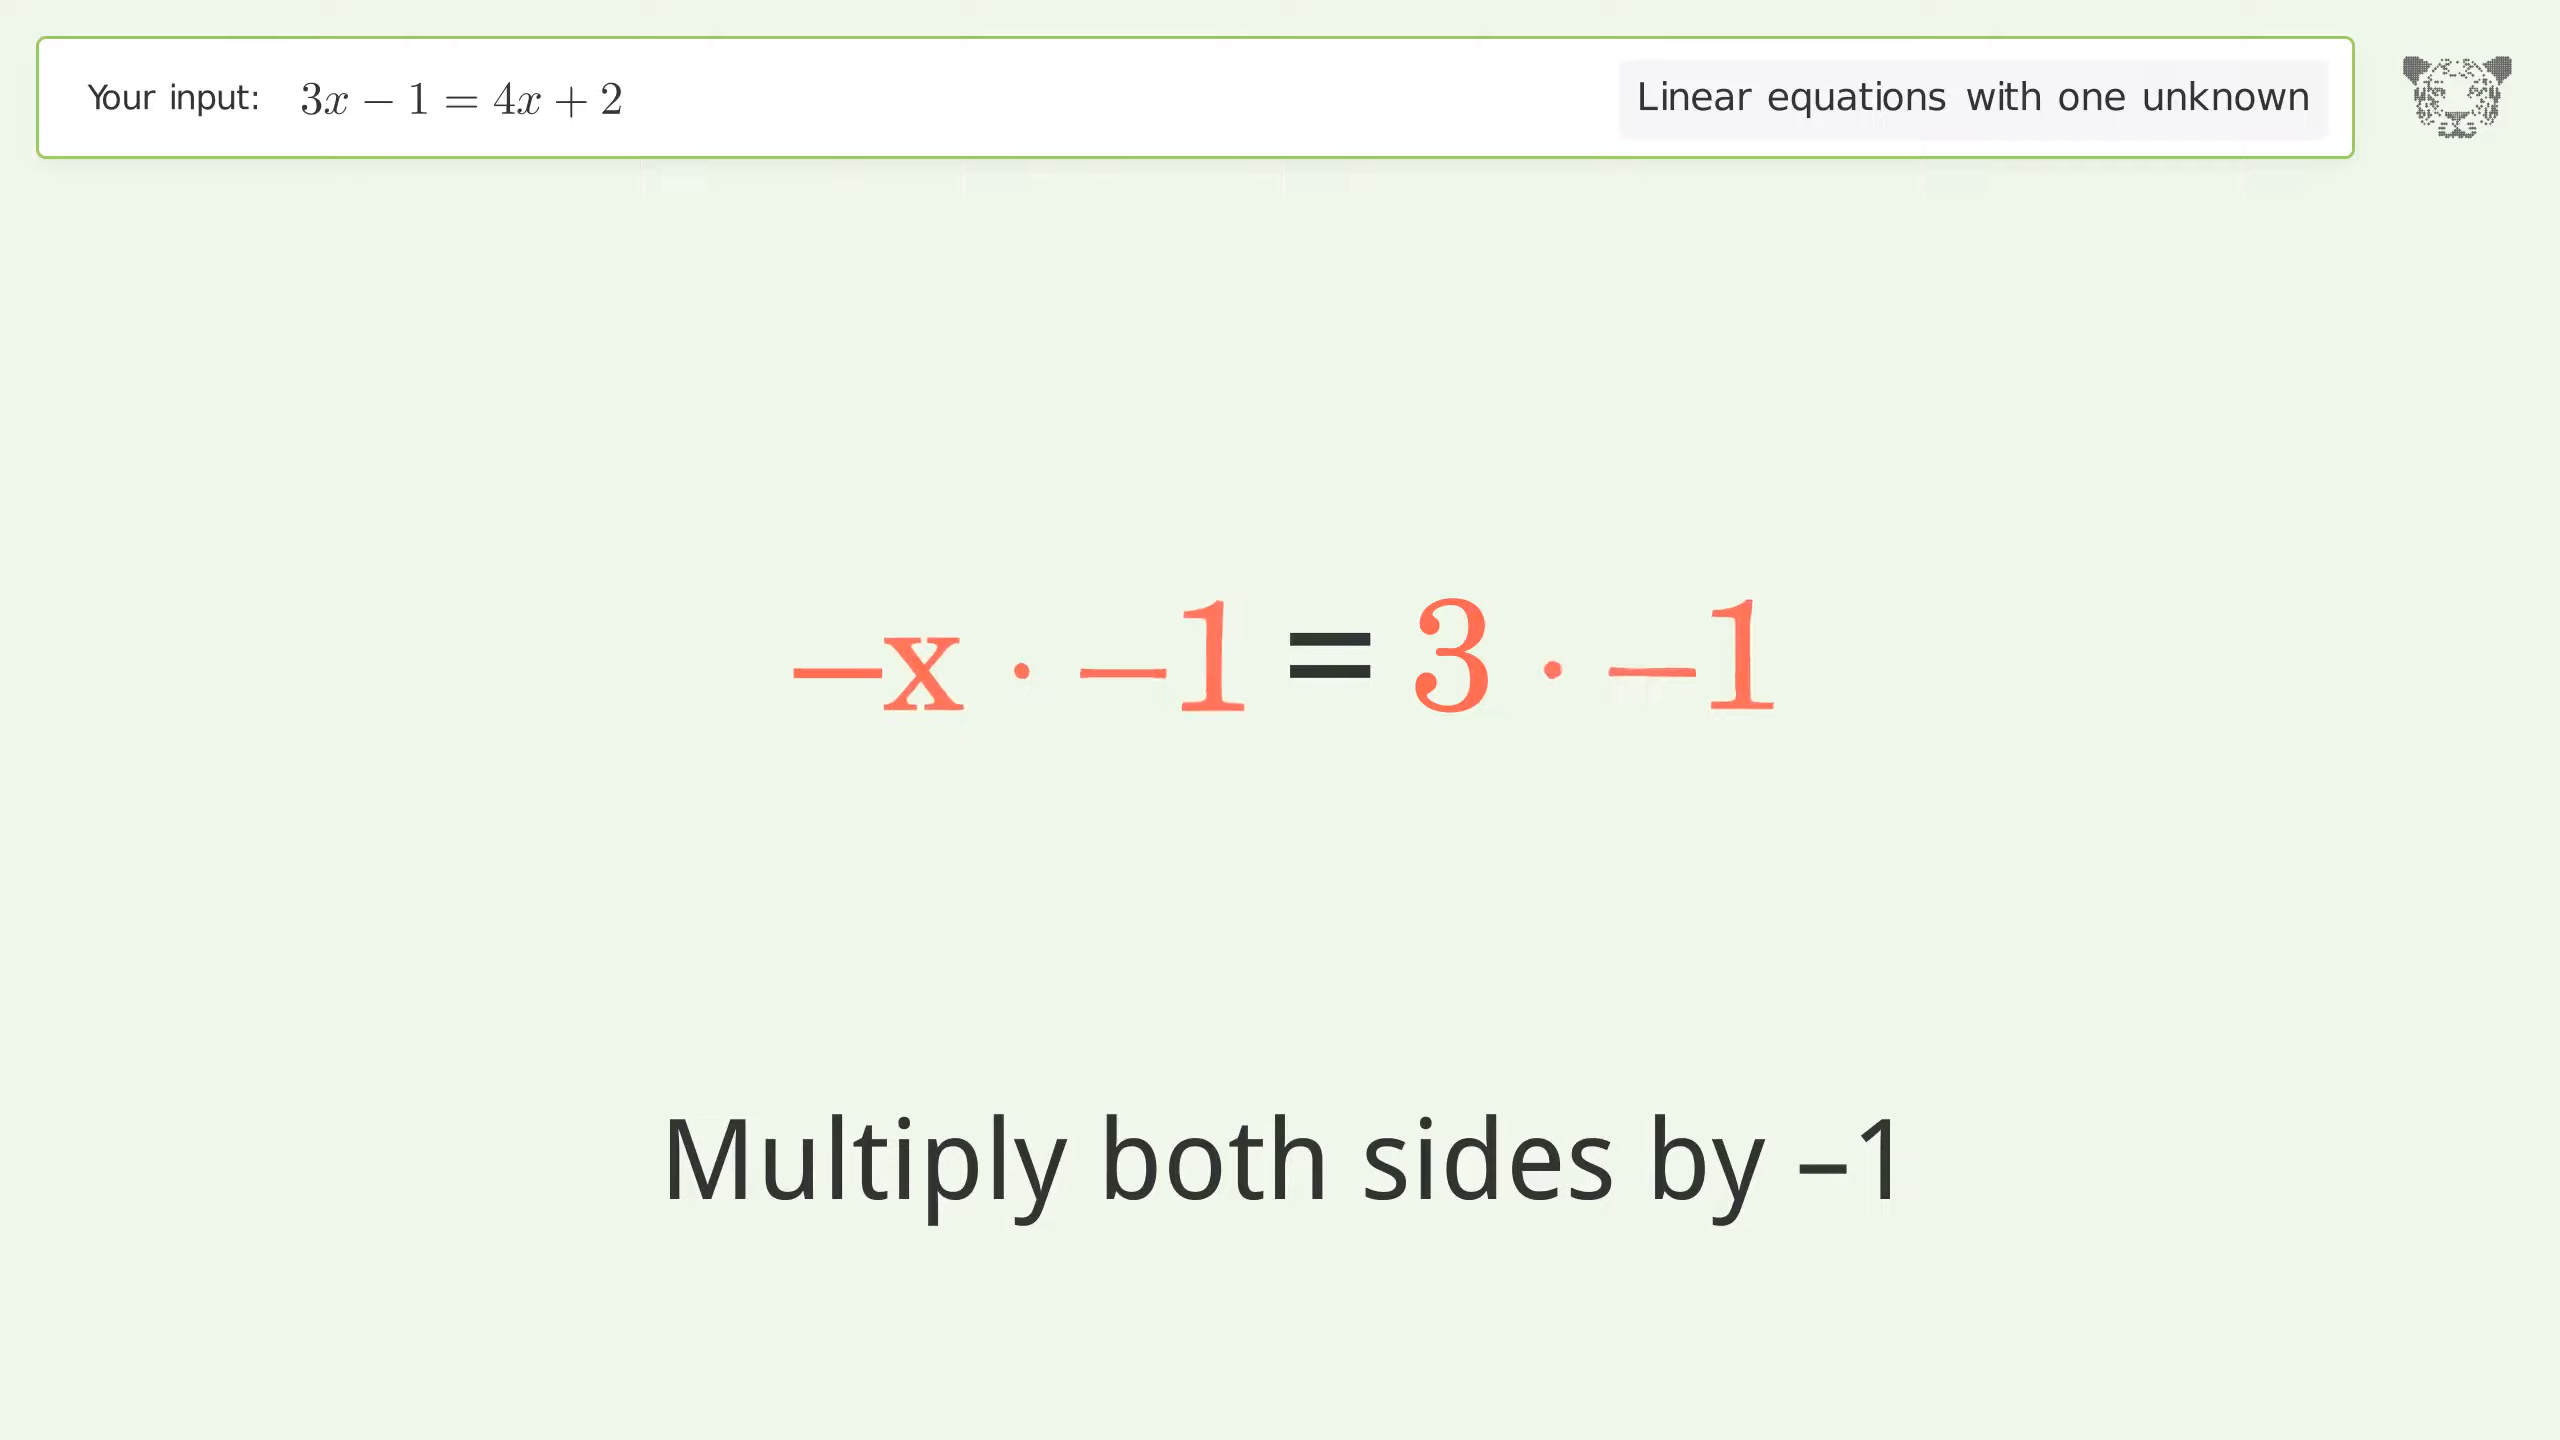 Your input: 3x − 1 = 4x + 2
Linear equations with one unknown
−x · −1 = 3 · −1
Multiply both sides by –1